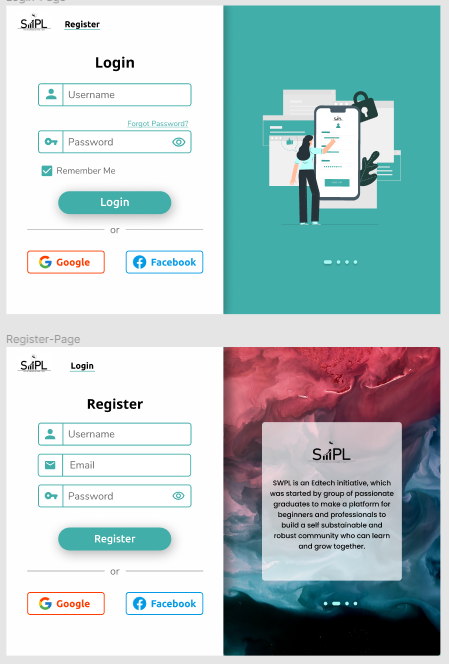 Login-Page
SWPL
Register
Login
Username
Forgot Password?
Password
Remember Me
Login
or
Google
Facebook
SWPL
Register-Page
SWPL
Login
Register
Username
Email
Password
Register
or
Google
Facebook
SWPL
SWPL is an Edtech initiative, which
was started by group of passionate
graduates to make a platform for
beginners and professionals to
build a self substainable and
robust community who can learn
and grow together.